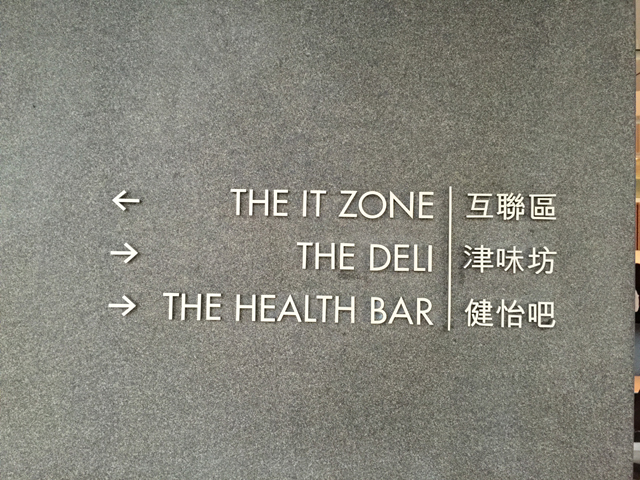 ← THE IT ZONE | 互聯區
→ THE DELI | 津味坊
→ THE HEALTH BAR | 健怡吧